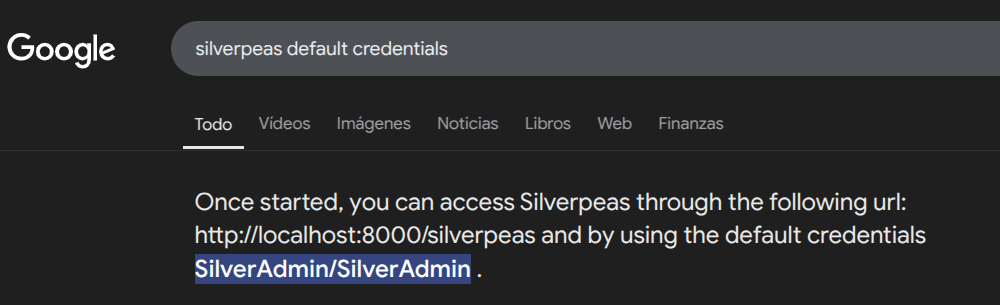 Google
silverpeas default credentials
Todo Vídeos Imágenes Noticias Libros Web Finanzas
Once started, you can access Silverpeas through the following url:
http://localhost:8000/silverpeas and by using the default credentials
SilverAdmin/SilverAdmin .